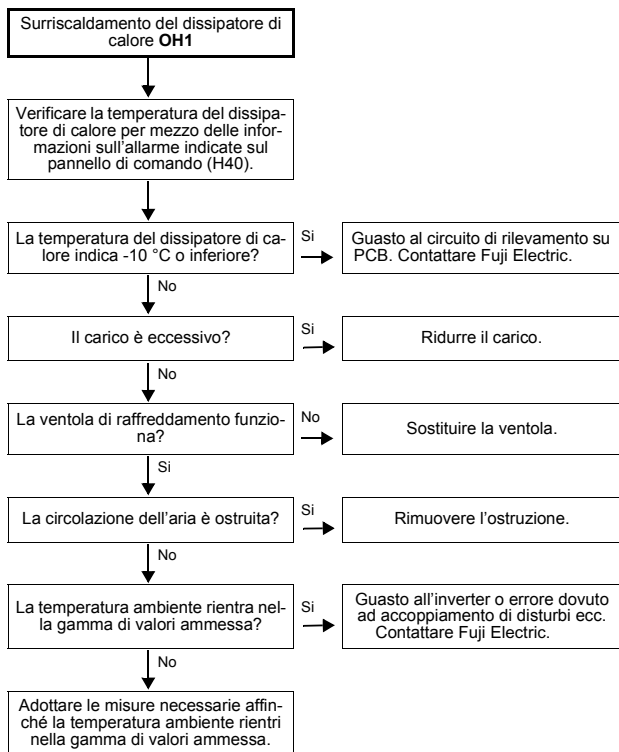 Surriscaldamento del dissipatore di
calore OH1
Verificare la temperatura del dissipa-
tore di calore per mezzo delle infor-
mazioni sull'allarme indicate sul
pannello di comando (H40).
La temperatura del dissipatore di ca-
lore indica -10 °C o inferiore?
Si
Guasto al circuito di rilevamento su
PCB. Contattare Fuji Electric.
No
Il carico è eccessivo?
Si
Ridurre il carico.
No
La ventola di raffreddamento funzio-
na?
No
Sostituire la ventola.
Si
La circolazione dell'aria è ostruita?
Si
Rimuovere l'ostruzione.
No
La temperatura ambiente rientra nel-
la gamma di valori ammessa?
Si
Guasto all'inverter o errore dovuto
ad accoppiamento di disturbi ecc.
Contattare Fuji Electric.
No
Adottare le misure necessarie affin-
ché la temperatura ambiente rientri
nella gamma di valori ammessa.